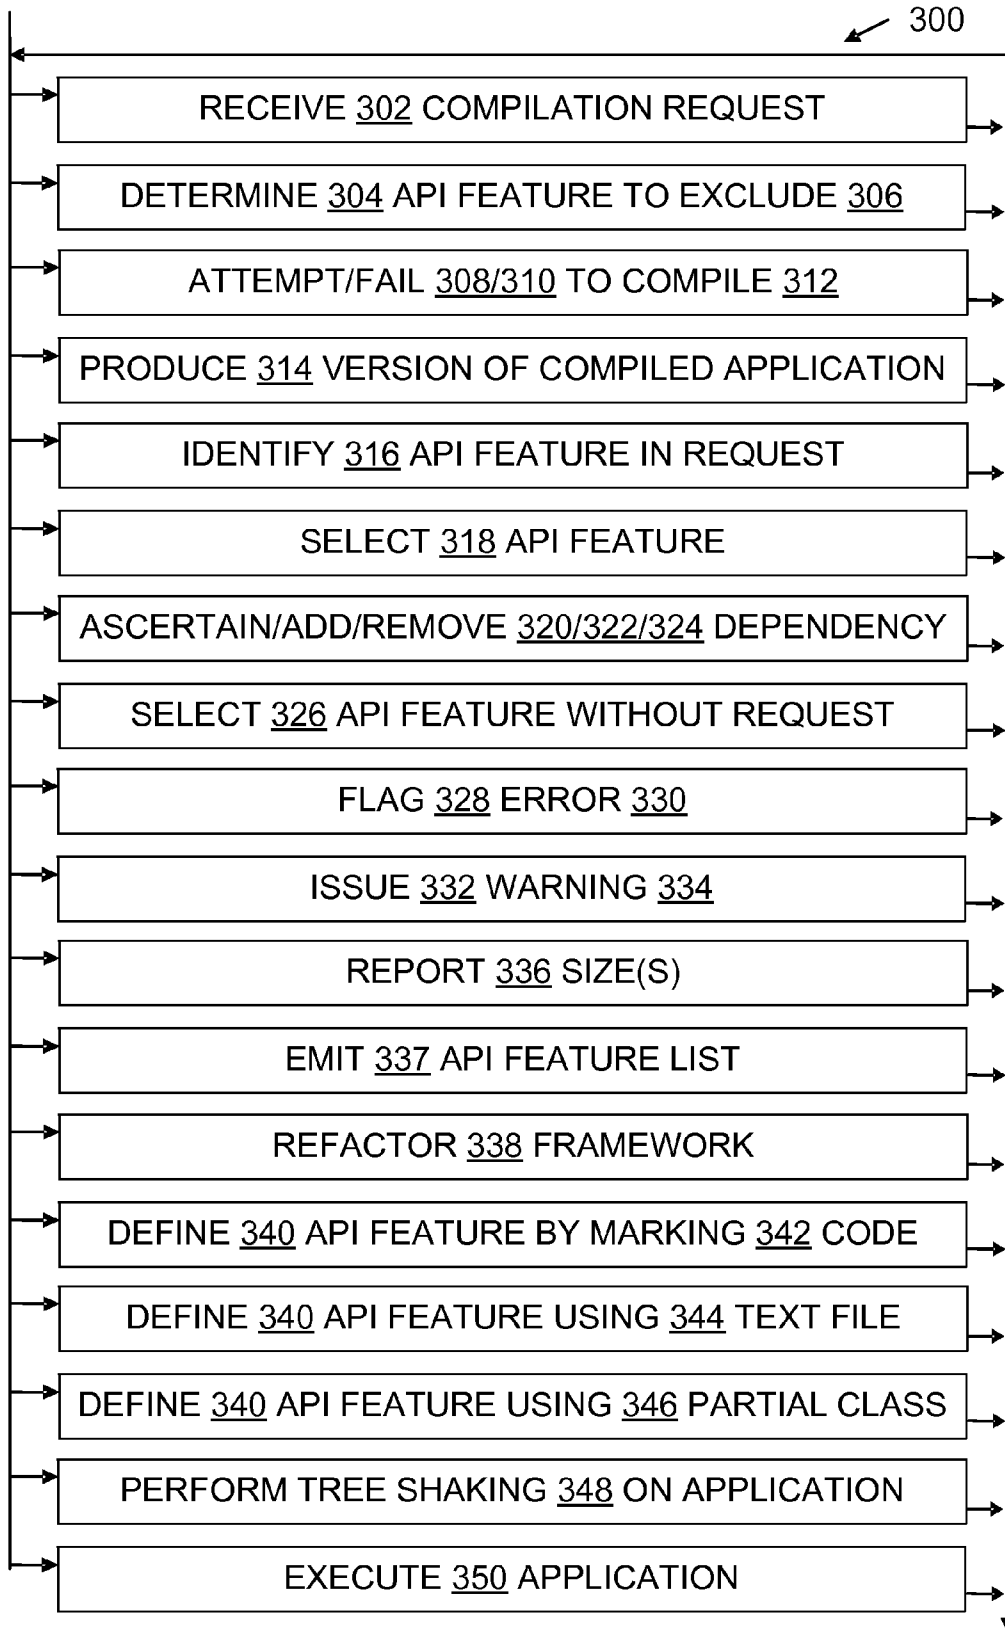 300
RECEIVE 302 COMPILATION REQUEST
DETERMINE 304 API FEATURE TO EXCLUDE 306
ATTEMPT/FAIL 308/310 TO COMPILE 312
PRODUCE 314 VERSION OF COMPILED APPLICATION
IDENTIFY 316 API FEATURE IN REQUEST
SELECT 318 API FEATURE
ASCERTAIN/ADD/REMOVE 320/322/324 DEPENDENCY
SELECT 326 API FEATURE WITHOUT REQUEST
FLAG 328 ERROR 330
ISSUE 332 WARNING 334
REPORT 336 SIZE(S)
EMIT 337 API FEATURE LIST
REFACTOR 338 FRAMEWORK
DEFINE 340 API FEATURE BY MARKING 342 CODE
DEFINE 340 API FEATURE USING 344 TEXT FILE
DEFINE 340 API FEATURE USING 346 PARTIAL CLASS
PERFORM TREE SHAKING 348 ON APPLICATION
EXECUTE 350 APPLICATION